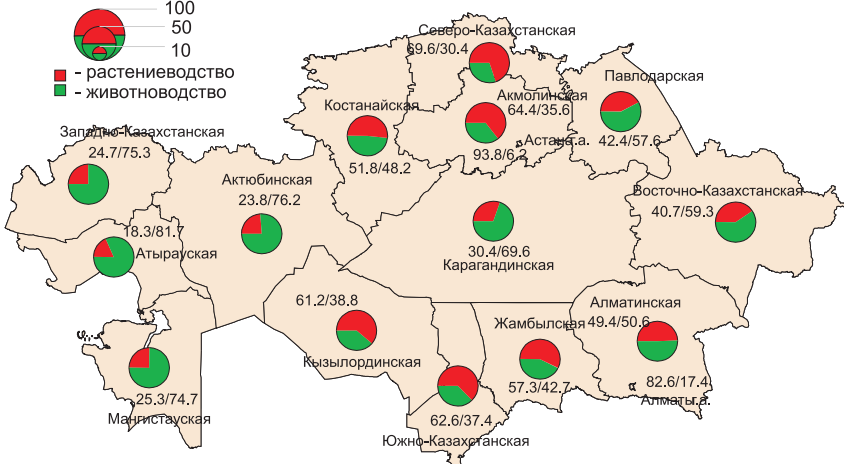 100
50
10
- растениеводство
- животноводство
Северо-Казахстанская
69.6/30.4
Павлодарская
42.4/57.6
Акмолинская
64.4/35.6
Астана г.а.
93.8/6.2
Костанайская
51.8/48.2
Западно-Казахстанская
24.7/75.3
Актюбинская
23.8/76.2
Восточно-Казахстанская
40.7/59.3
18.3/81.7
Атырауская
30.4/69.6
Карагандинская
61.2/38.8
Кызылординская
Жамбылская
57.3/42.7
Алматинская
49.4/50.6
82.6/17.4
Алматы г.а.
25.3/74.7
Мангистауская
62.6/37.4
Южно-Казахстанская